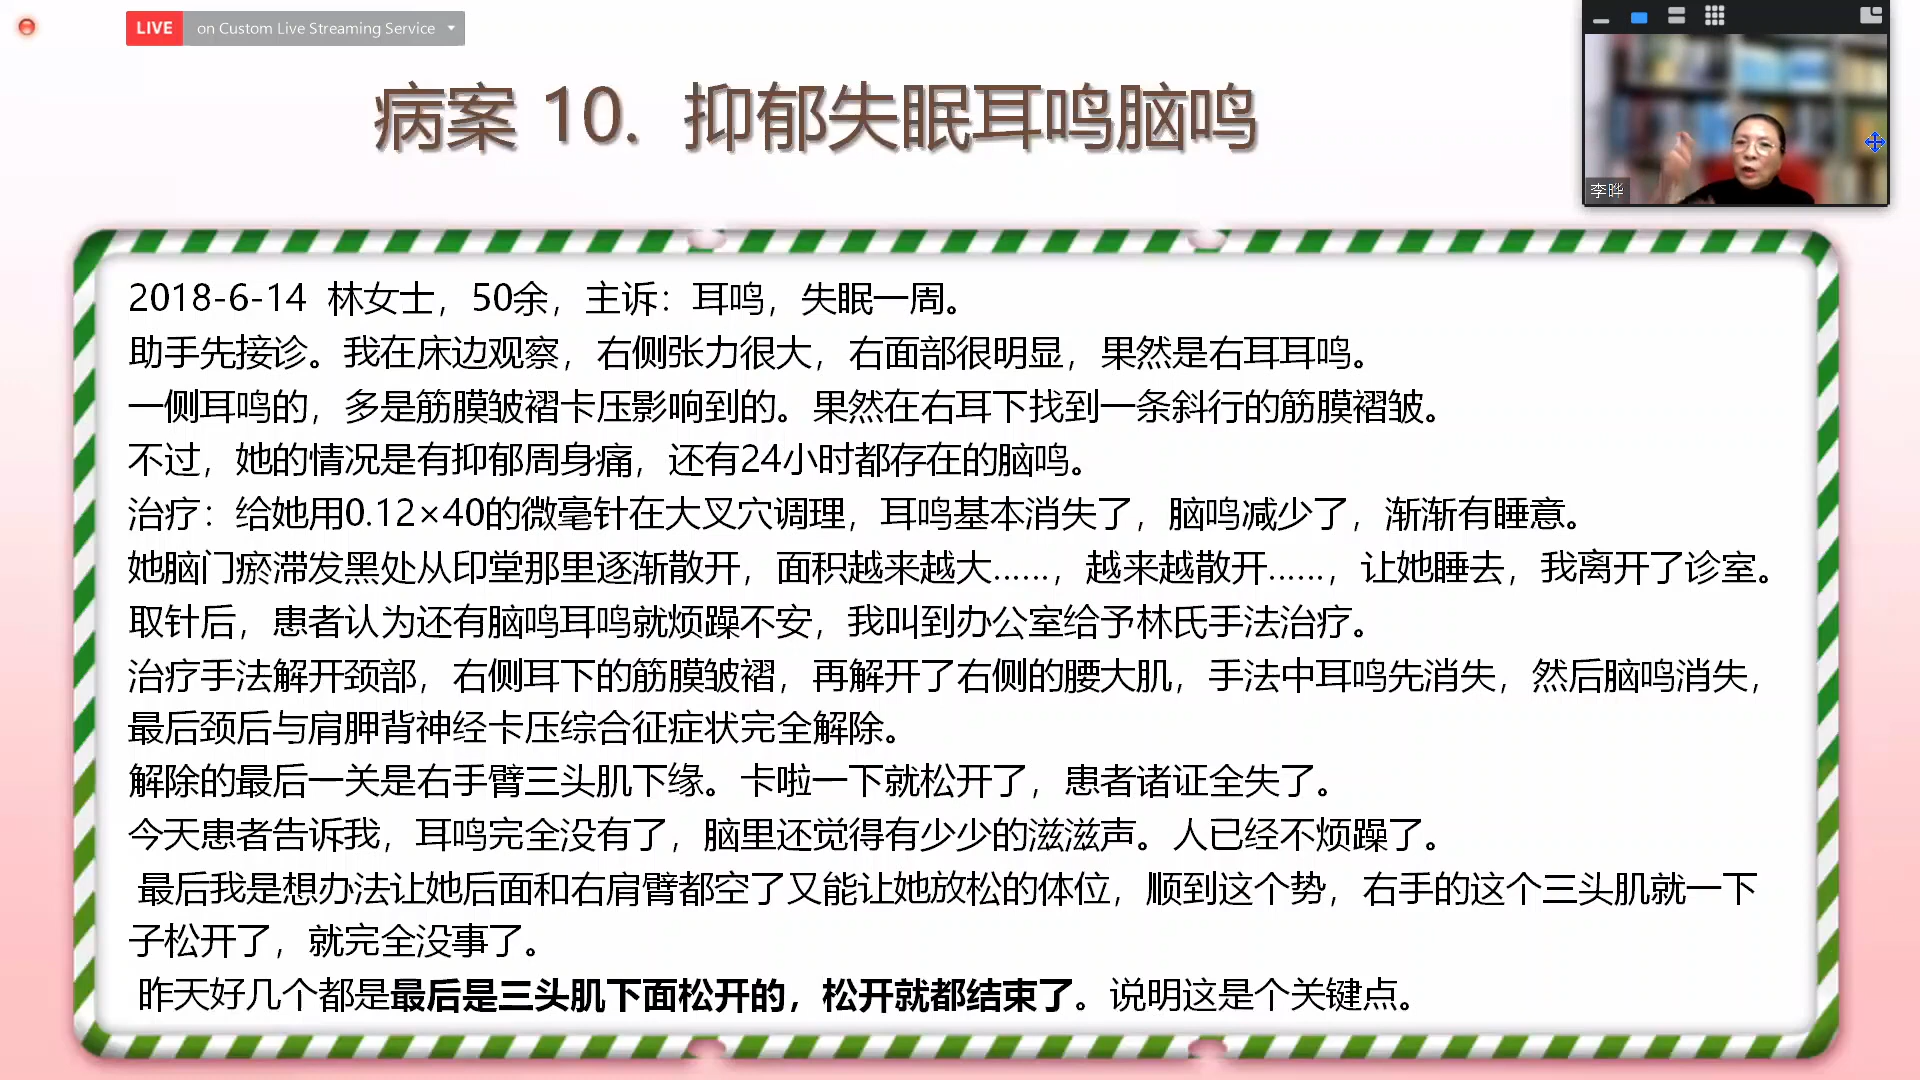 LIVE on Custom Live Streaming Service
病案 10. 抑郁失眠耳鸣脑鸣
李晔
2018-6-14 林女士，50余，主诉：耳鸣，失眠一周。
助手先接诊。我在床边观察，右侧张力很大，右面部很明显，果然是右耳耳鸣。
一侧耳鸣的，多是筋膜皱褶卡压影响到的。果然在右耳下找到一条斜行的筋膜褶皱。
不过，她的情况是有抑郁周身痛，还有24小时都存在的脑鸣。
治疗：给她用0.12×40的微毫针在大叉穴调理，耳鸣基本消失了，脑鸣减少了，渐渐有睡意。
她脑门瘀滞发黑处从印堂那里逐渐散开，面积越来越大……，越来越散开……，让她睡去，我离开了诊室。
取针后，患者认为还有脑鸣耳鸣就烦躁不安，我叫到办公室给予林氏手法治疗。
治疗手法解开颈部，右侧耳下的筋膜皱褶，再解开了右侧的腰大肌，手法中耳鸣先消失，然后脑鸣消失，
最后颈后与肩胛背神经卡压综合征症状完全解除。
解除的最后一关是右手臂三头肌下缘。卡啦一下就松开了，患者诸证全失了。
今天患者告诉我，耳鸣完全没有了，脑里还觉得有少少的滋滋声。人已经不烦躁了。
最后我是想办法让她后面和右肩臂都空了又能让她放松的体位，顺到这个势，右手的这个三头肌就一下
子松开了，就完全没事了。
昨天好几个都是最后是三头肌下面松开的，松开就都结束了。说明这是个关键点。